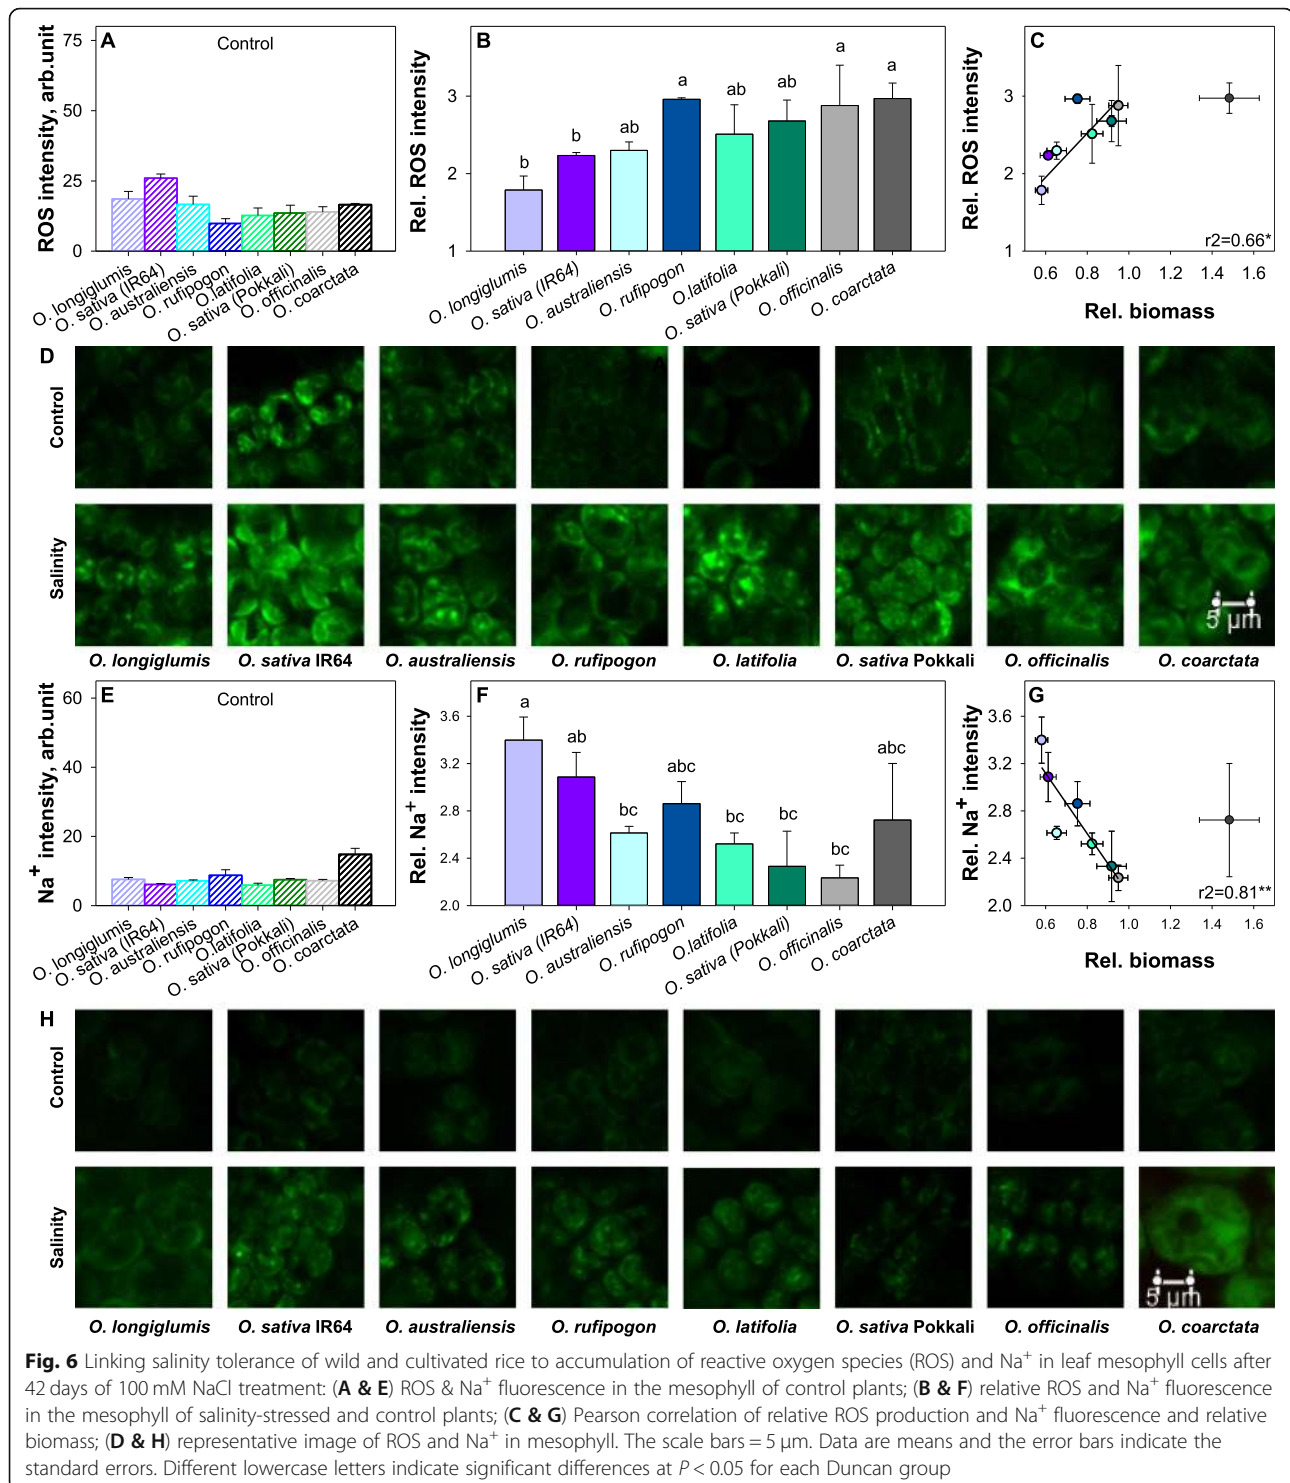 A
Control
ROS intensity, arb.unit
75
50
25
0
O. longiglumis
O. sativa (IR64)
O. australiensis
O. rufipogon
O.latifolia
O. sativa (Pokkali)
O. officinalis
O. coarctata
B
Rel. ROS intensity
3
2
1
b
b
ab
a
ab
ab
a
a
O. longiglumis
O. sativa (IR64)
O. australiensis
O. rufipogon
O.latifolia
O. sativa (Pokkali)
O. officinalis
O. coarctata
C
Rel. ROS intensity
3
2
1
r2=0.66*
0.6 0.8 1.0 1.2 1.4 1.6
Rel. biomass
D
Control
Salinity
5 µm
O. longiglumis O. sativa IR64 O. australiensis O. rufipogon O. latifolia O. sativa Pokkali O. officinalis O. coarctata
E
Control
Na+ intensity, arb.unit
60
40
20
0
O. longiglumis
O. sativa (IR64)
O. australiensis
O. rufipogon
O.latifolia
O. sativa (Pokkali)
O. officinalis
O. coarctata
F
Rel. Na+ intensity
3.6
3.2
2.8
2.4
2.0
a
ab
bc
abc
bc
bc
bc
abc
O. longiglumis
O. sativa (IR64)
O. australiensis
O. rufipogon
O.latifolia
O. sativa (Pokkali)
O. officinalis
O. coarctata
G
Rel. Na+ intensity
3.6
3.2
2.8
2.4
2.0
r2=0.81**
0.6 0.8 1.0 1.2 1.4 1.6
Rel. biomass
H
Control
Salinity
5 µm
O. longiglumis O. sativa IR64 O. australiensis O. rufipogon O. latifolia O. sativa Pokkali O. officinalis O. coarctata
Fig. 6 Linking salinity tolerance of wild and cultivated rice to accumulation of reactive oxygen species (ROS) and Na+ in leaf mesophyll cells after
42 days of 100 mM NaCl treatment: (A & E) ROS & Na+ fluorescence in the mesophyll of control plants; (B & F) relative ROS and Na+ fluorescence
in the mesophyll of salinity-stressed and control plants; (C & G) Pearson correlation of relative ROS production and Na+ fluorescence and relative
biomass; (D & H) representative image of ROS and Na+ in mesophyll. The scale bars = 5 µm. Data are means and the error bars indicate the
standard errors. Different lowercase letters indicate significant differences at P < 0.05 for each Duncan group